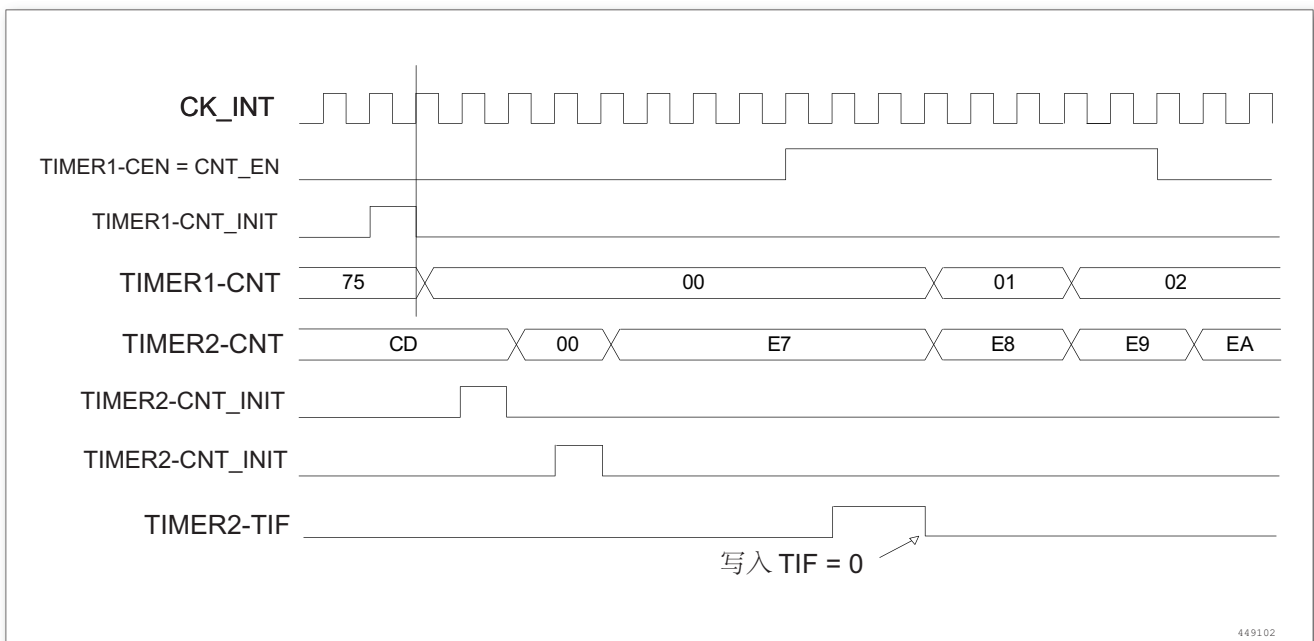 CK_INT
TIMER1-CEN = CNT_EN
TIMER1-CNT_INIT
TIMER1-CNT 75 00 01 02
TIMER2-CNT CD 00 E7 E8 E9 EA
TIMER2-CNT_INIT
TIMER2-CNT_INIT
TIMER2-TIF
写入 TIF = 0
449102